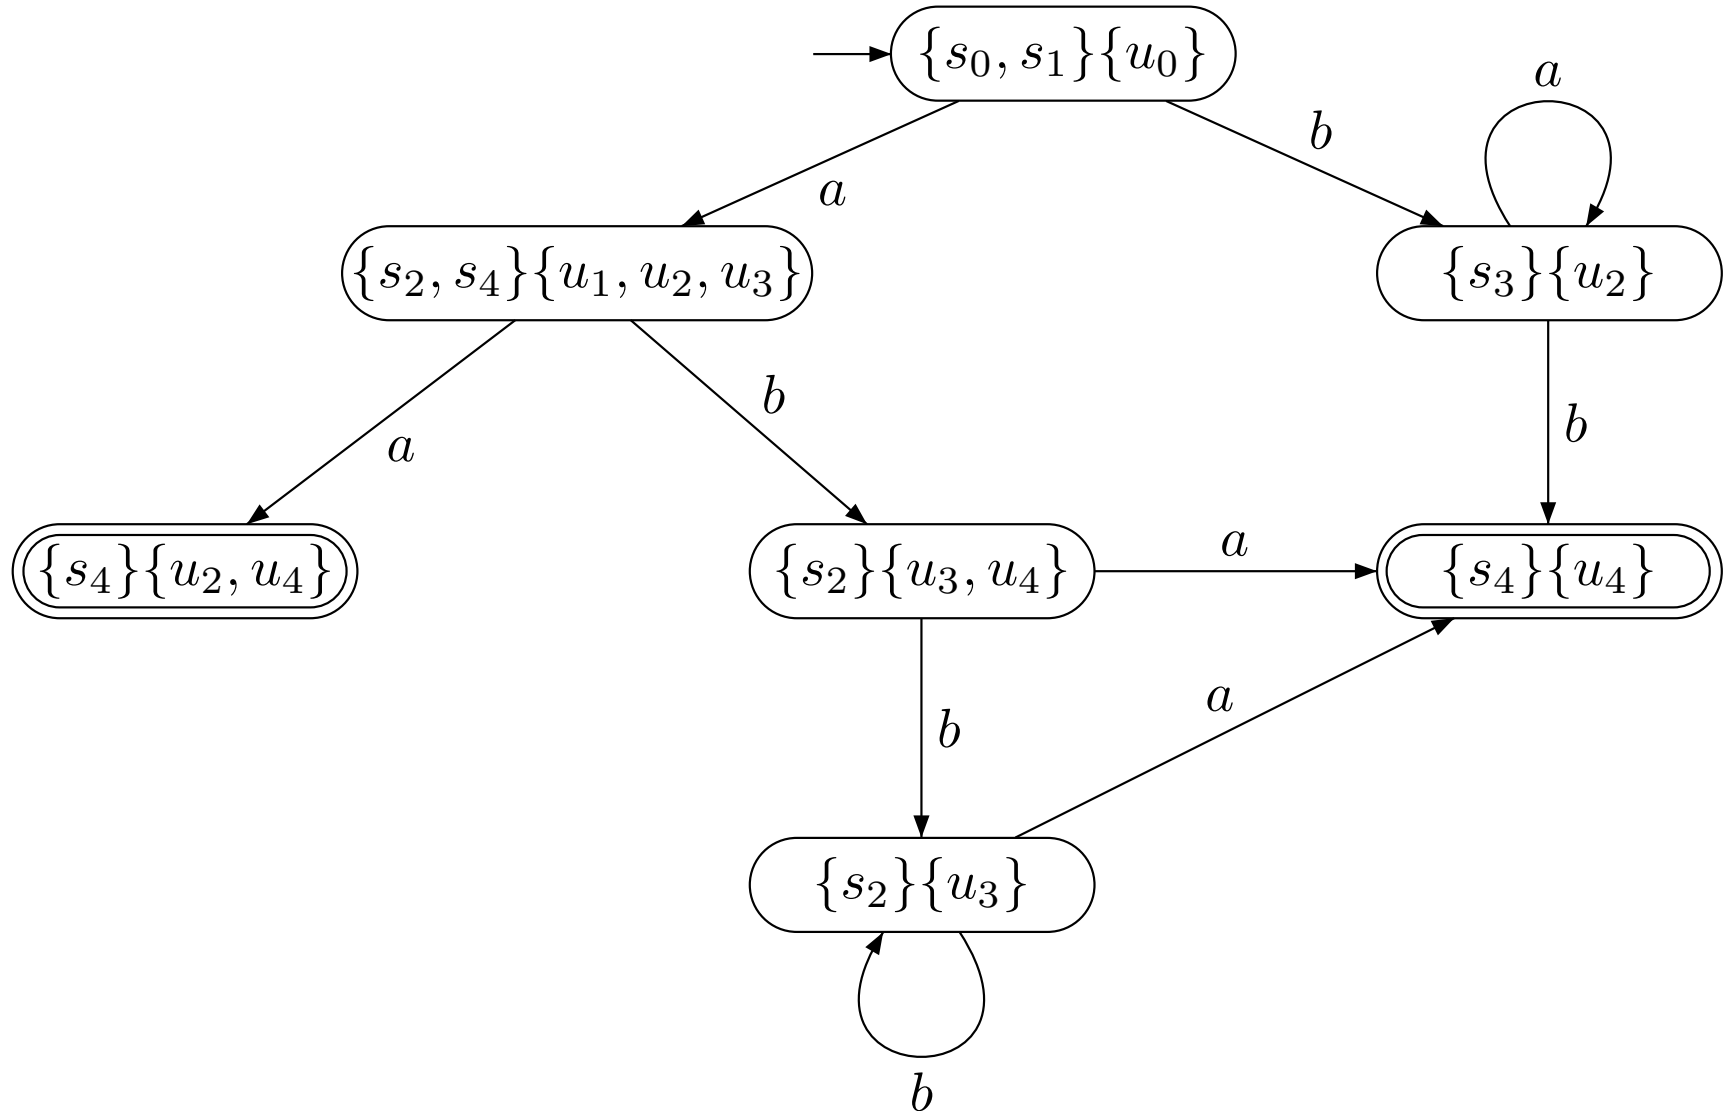 {s₀, s₁}{u₀}
a
b
a
{s₂, s₄}{u₁, u₂, u₃}
{s₃}{u₂}
b
b
a
{s₄}{u₂, u₄}
{s₂}{u₃, u₄}
a
{s₄}{u₄}
a
b
{s₂}{u₃}
b